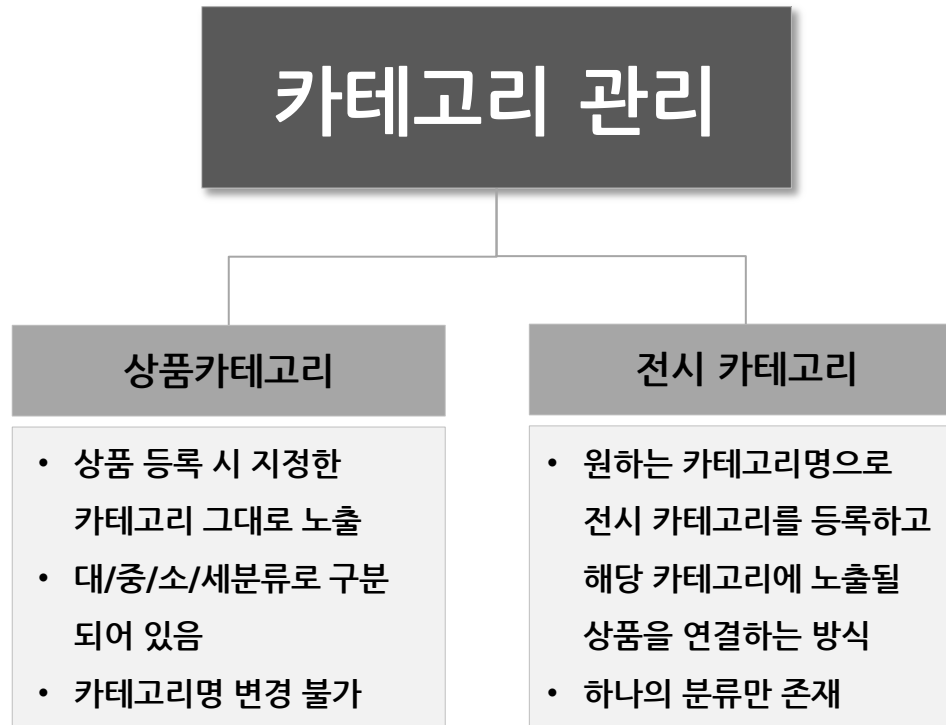 카테고리 관리
상품카테고리
• 상품 등록 시 지정한
카테고리 그대로 노출
• 대/중/소/세분류로 구분
되어 있음
• 카테고리명 변경 불가
전시 카테고리
• 원하는 카테고리명으로
전시 카테고리를 등록하고
해당 카테고리에 노출될
상품을 연결하는 방식
• 하나의 분류만 존재